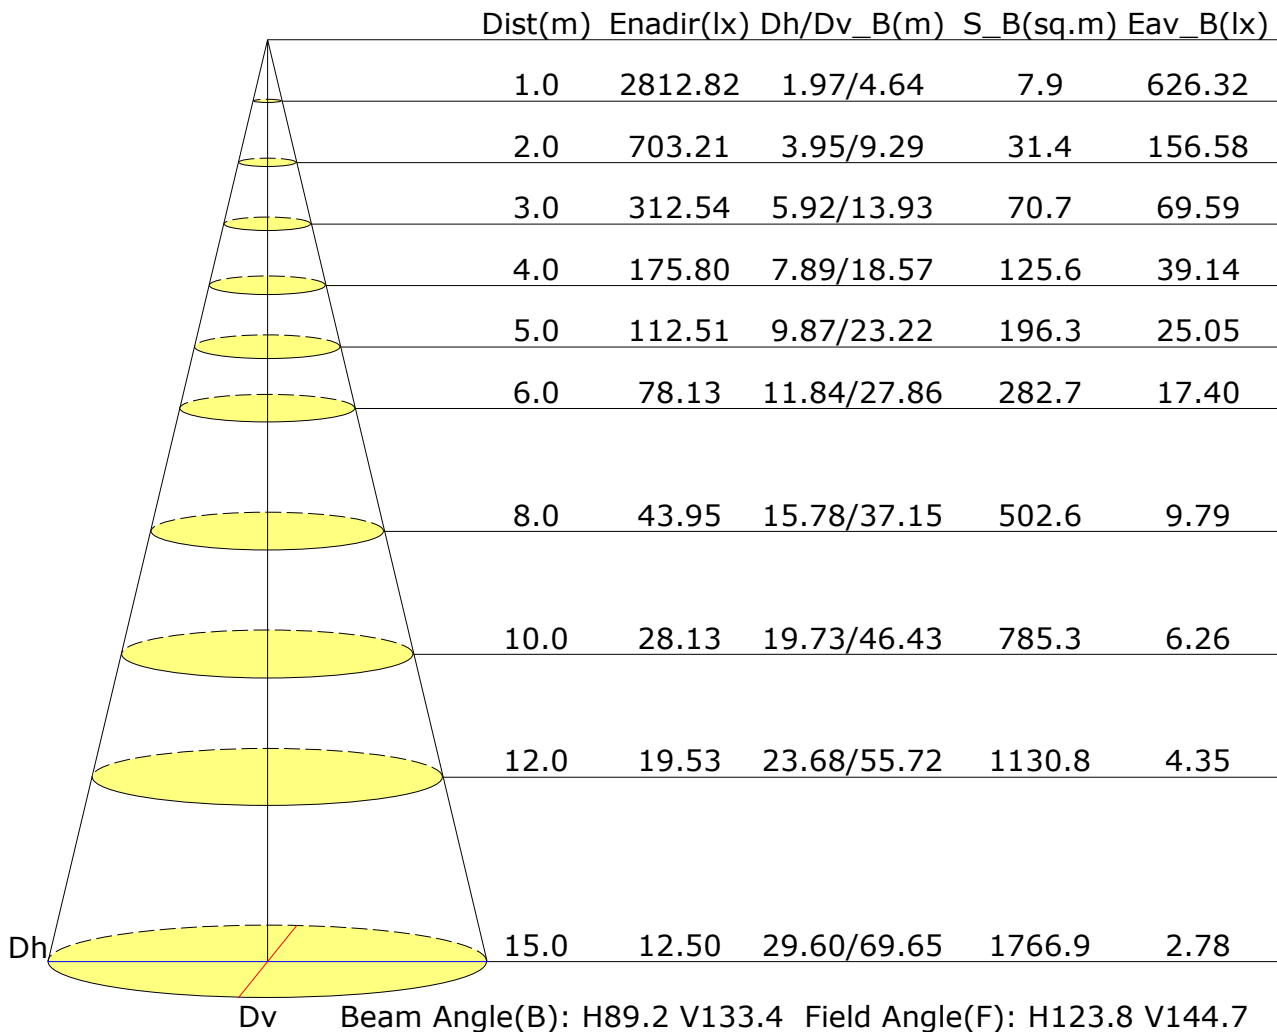 Dist(m) Enadir(lx) Dh/Dv_B(m) S_B(sq.m) Eav_B(lx)
1.0 2812.82 1.97/4.64 7.9 626.32
2.0 703.21 3.95/9.29 31.4 156.58
3.0 312.54 5.92/13.93 70.7 69.59
4.0 175.80 7.89/18.57 125.6 39.14
5.0 112.51 9.87/23.22 196.3 25.05
6.0 78.13 11.84/27.86 282.7 17.40
8.0 43.95 15.78/37.15 502.6 9.79
10.0 28.13 19.73/46.43 785.3 6.26
12.0 19.53 23.68/55.72 1130.8 4.35
Dh 15.0 12.50 29.60/69.65 1766.9 2.78
Dv Beam Angle(B): H89.2 V133.4 Field Angle(F): H123.8 V144.7